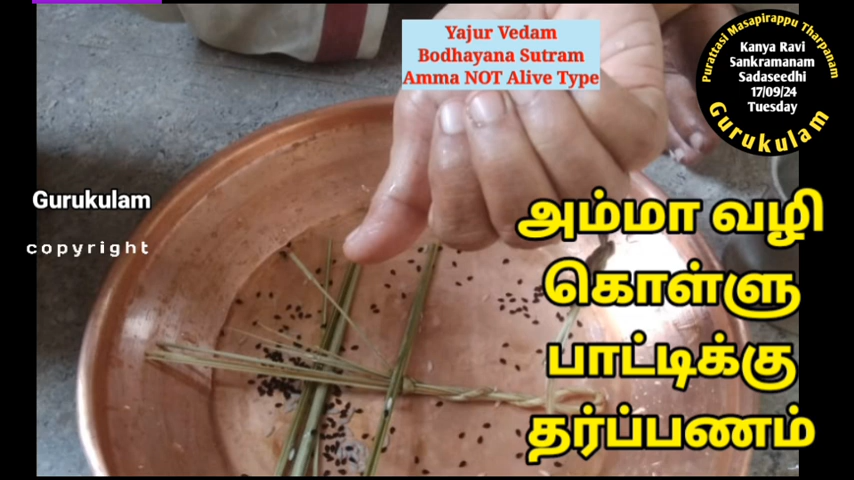 Yajur Vedam
Bodhayana Sutram
Amma NOT Alive Type
Purattasi Masapirappu Tharpanam
Kanya Ravi
Sankramanam
Sadaseedhi
17/09/24
Tuesday
Gurukulam
Gurukulam
copyright
அம்மா வழி
கொள்ளு
பாட்டிக்கு
தர்ப்பணம்